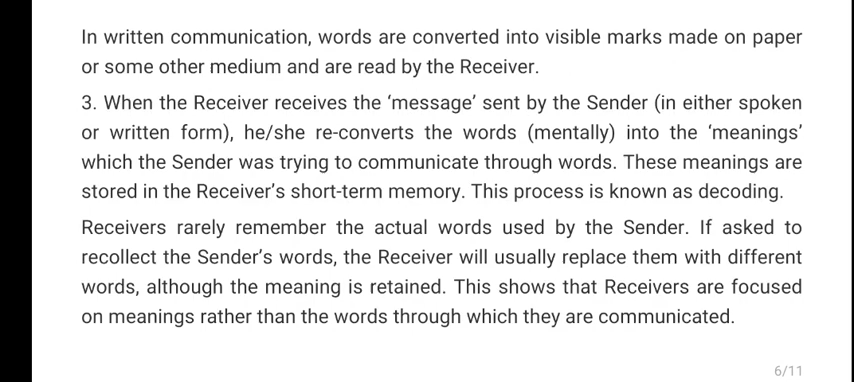 In written communication, words are converted into visible marks made on paper
or some other medium and are read by the Receiver.
3. When the Receiver receives the ‘message’ sent by the Sender (in either spoken
or written form), he/she re-converts the words (mentally) into the ‘meanings’
which the Sender was trying to communicate through words. These meanings are
stored in the Receiver’s short-term memory. This process is known as decoding.
Receivers rarely remember the actual words used by the Sender. If asked to
recollect the Sender’s words, the Receiver will usually replace them with different
words, although the meaning is retained. This shows that Receivers are focused
on meanings rather than the words through which they are communicated.
6/11